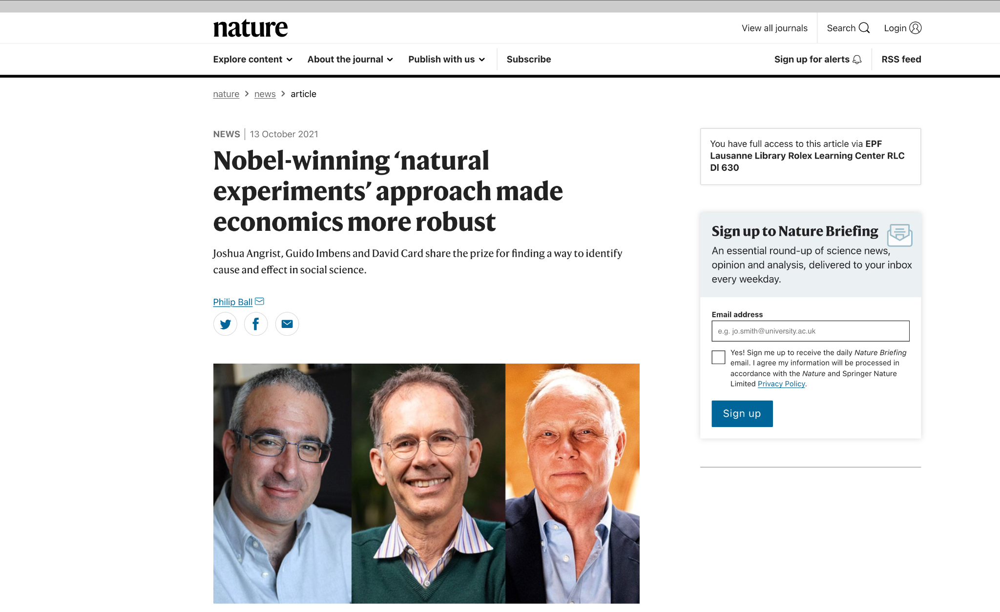 nature
View all journals
Search
Login
Explore content
About the journal
Publish with us
Subscribe
Sign up for alerts
RSS feed
nature > news > article
NEWS | 13 October 2021
Nobel-winning ‘natural
experiments’ approach made
economics more robust
Joshua Angrist, Guido Imbens and David Card share the prize for finding a way to identify
cause and effect in social science.
Philip Ball
You have full access to this article via EPF
Lausanne Library Rolex Learning Center RLC
DI 630
Sign up to Nature Briefing
An essential round-up of science news,
opinion and analysis, delivered to your inbox
every weekday.
Email address
e.g. jo.smith@university.ac.uk
Yes! Sign me up to receive the daily Nature Briefing
email. I agree my information will be processed in
accordance with the Nature and Springer Nature
Limited Privacy Policy.
Sign up